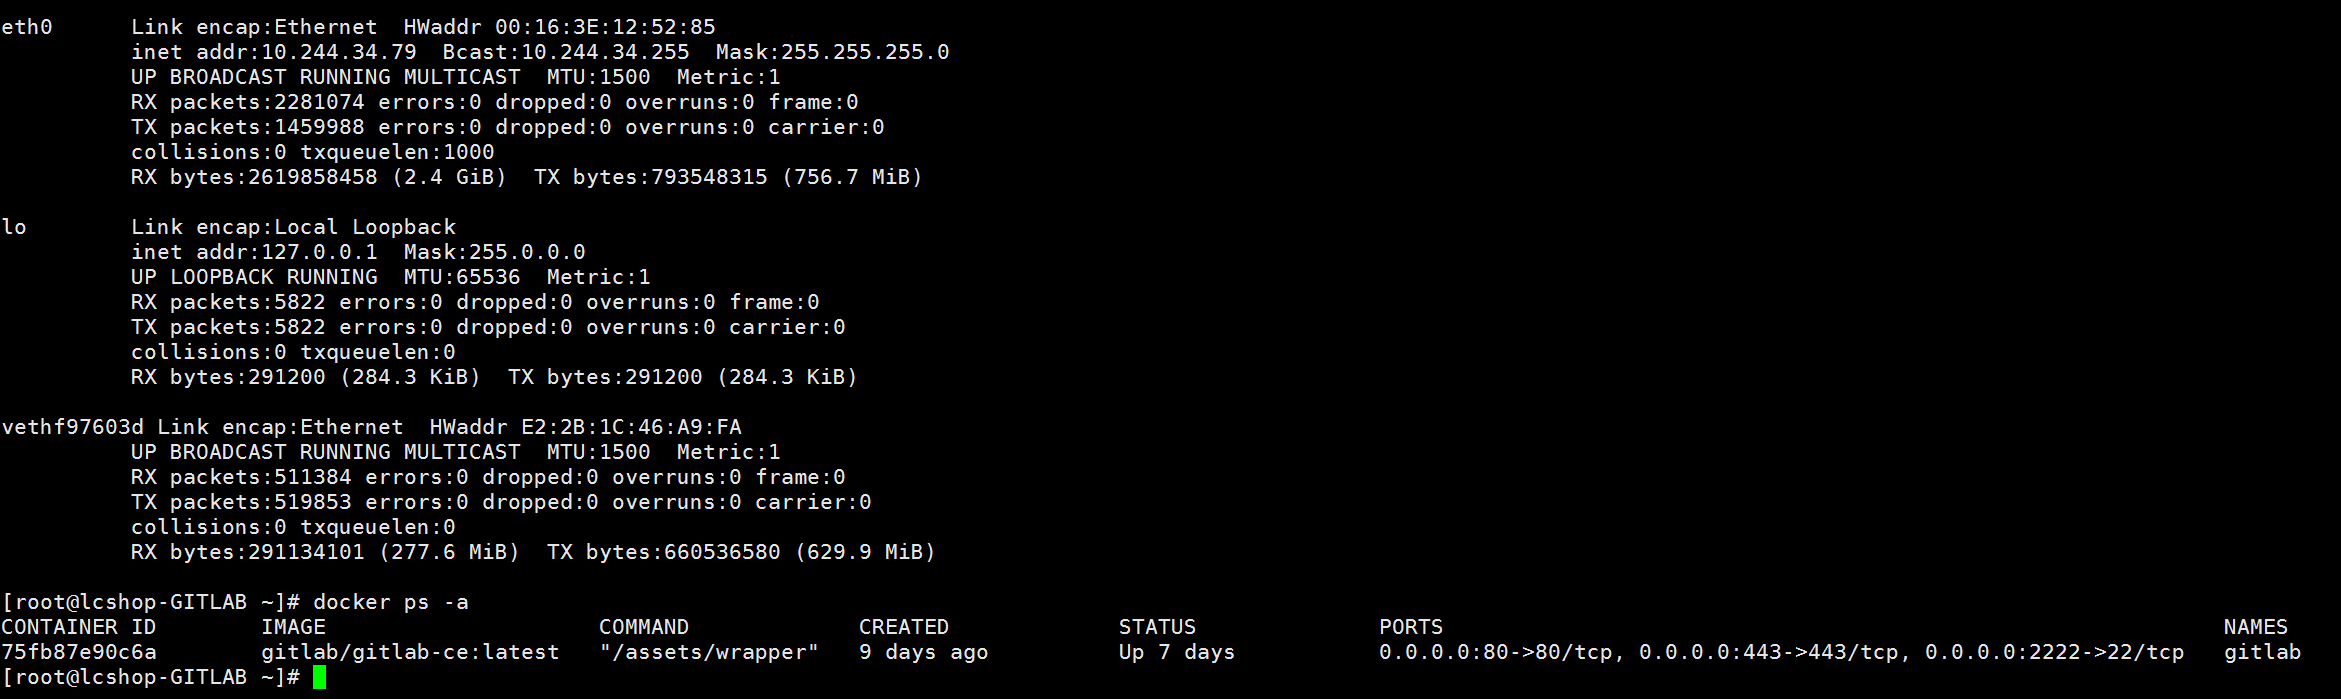 eth0      Link encap:Ethernet  HWaddr 00:16:3E:12:52:85
          inet addr:10.244.34.79  Bcast:10.244.34.255  Mask:255.255.255.0
          UP BROADCAST RUNNING MULTICAST  MTU:1500  Metric:1
          RX packets:2281074 errors:0 dropped:0 overruns:0 frame:0
          TX packets:1459988 errors:0 dropped:0 overruns:0 carrier:0
          collisions:0 txqueuelen:1000
          RX bytes:2619858458 (2.4 GiB)  TX bytes:793548315 (756.7 MiB)

lo        Link encap:Local Loopback
          inet addr:127.0.0.1  Mask:255.0.0.0
          UP LOOPBACK RUNNING  MTU:65536  Metric:1
          RX packets:5822 errors:0 dropped:0 overruns:0 frame:0
          TX packets:5822 errors:0 dropped:0 overruns:0 carrier:0
          collisions:0 txqueuelen:0
          RX bytes:291200 (284.3 KiB)  TX bytes:291200 (284.3 KiB)

vethf97603d Link encap:Ethernet  HWaddr E2:2B:1C:46:A9:FA
          UP BROADCAST RUNNING MULTICAST  MTU:1500  Metric:1
          RX packets:511384 errors:0 dropped:0 overruns:0 frame:0
          TX packets:519853 errors:0 dropped:0 overruns:0 carrier:0
          collisions:0 txqueuelen:0
          RX bytes:291134101 (277.6 MiB)  TX bytes:660536580 (629.9 MiB)

[root@lcshop-GITLAB ~]# docker ps -a
CONTAINER ID        IMAGE                     COMMAND             CREATED             STATUS              PORTS                                                            NAMES
75fb87e90c6a        gitlab/gitlab-ce:latest   "/assets/wrapper"   9 days ago          Up 7 days           0.0.0.0:80->80/tcp, 0.0.0.0:443->443/tcp, 0.0.0.0:2222->22/tcp   gitlab
[root@lcshop-GITLAB ~]#